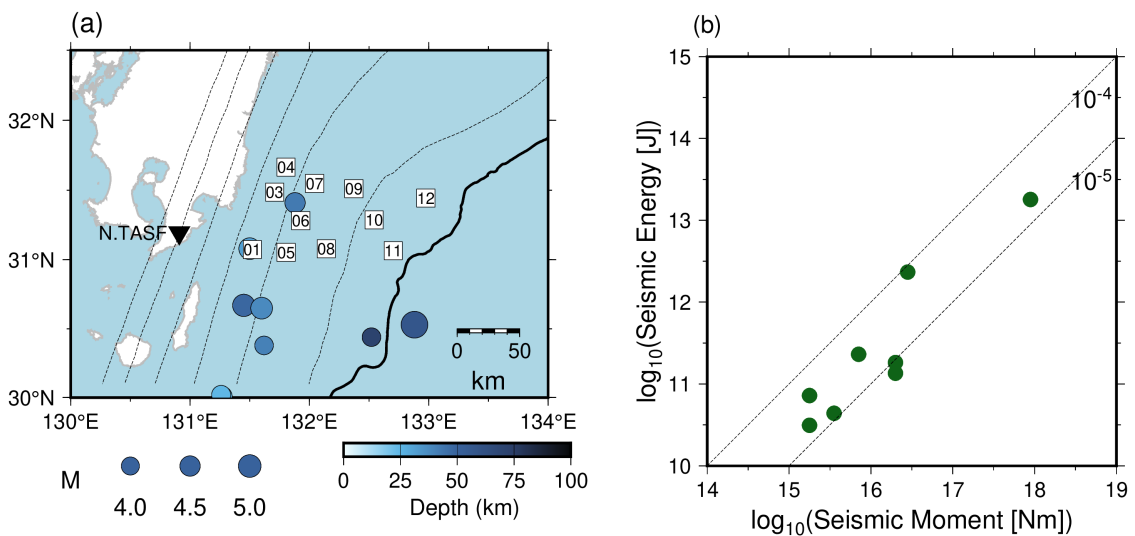 (a)
32°N
31°N
30°N
130°E
131°E
132°E
133°E
134°E
N.TASF
04
03
07
09
12
06
10
01
05
08
11
0
50
km
M
4.0
4.5
5.0
0
25
50
75
100
Depth (km)
(b)
log₁₀(Seismic Energy [J])
15
14
13
12
11
10
10⁻⁴
10⁻⁵
14
15
16
17
18
19
log₁₀(Seismic Moment [Nm])